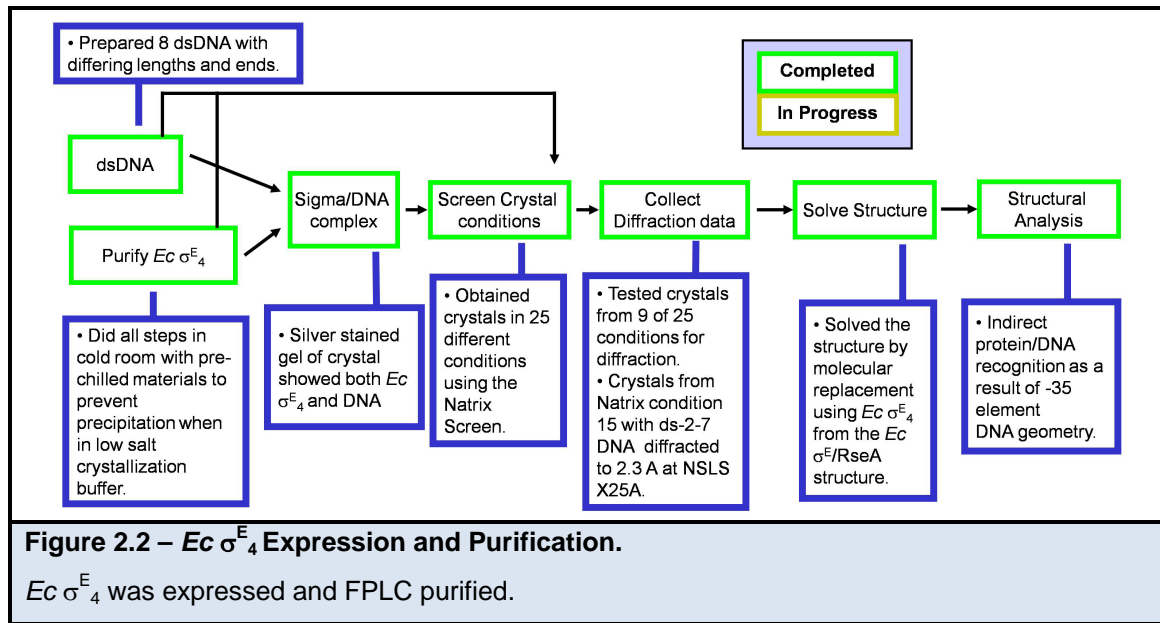 • Prepared 8 dsDNA with
differing lengths and ends.
Completed
In Progress
dsDNA
Purify Ec σᴱ₄
Sigma/DNA
complex
Screen Crystal
conditions
Collect
Diffraction data
Solve Structure
Structural
Analysis
• Did all steps in
cold room with pre-
chilled materials to
prevent
precipitation when
in low salt
crystallization
buffer.
• Silver stained
gel of crystal
showed both Ec
σᴱ₄ and DNA
• Obtained
crystals in 25
different
conditions
using the
Natrix
Screen.
• Tested crystals
from 9 of 25
conditions for
diffraction.
• Crystals from
Natrix condition
15 with ds-2-7
DNA diffracted
to 2.3 A at NSLS
X25A.
• Solved the
structure by
molecular
replacement
using Ec σᴱ₄
from the Ec
σᴱ/RseA
structure.
• Indirect
protein/DNA
recognition as a
result of -35
element
DNA geometry.
Figure 2.2 – Ec σᴱ₄ Expression and Purification.
Ec σᴱ₄ was expressed and FPLC purified.